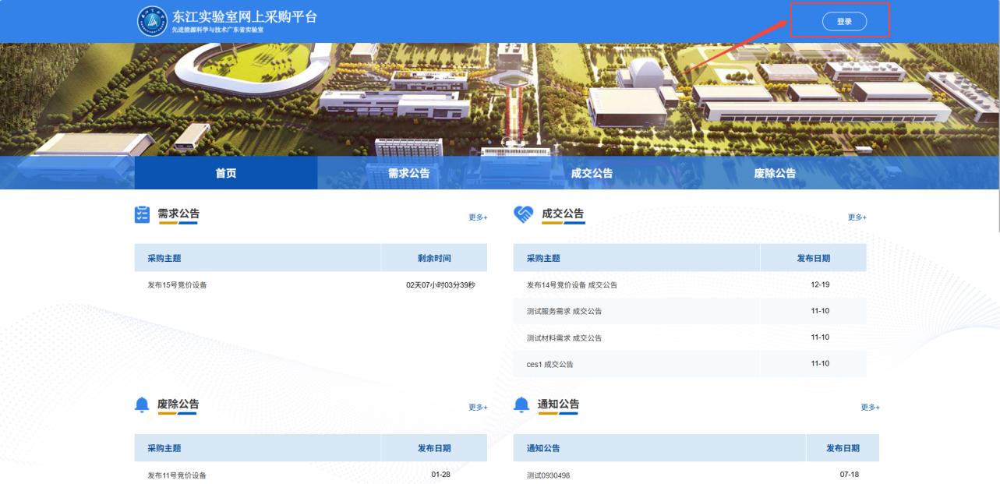 东江实验室网上采购平台
先进能源科学与技术广东省实验室
登录
首页 需求公告 成交公告 废除公告
需求公告 更多+
采购主题 剩余时间
发布15号竞价设备 02天07小时03分39秒
成交公告 更多+
采购主题 发布日期
发布14号竞价设备 成交公告 12-19
测试服务需求 成交公告 11-10
测试材料需求 成交公告 11-10
ces1 成交公告 11-10
废除公告 更多+
采购主题 发布日期
发布11号竞价设备 01-28
通知公告 更多+
通知公告 发布日期
测试0930498 07-18